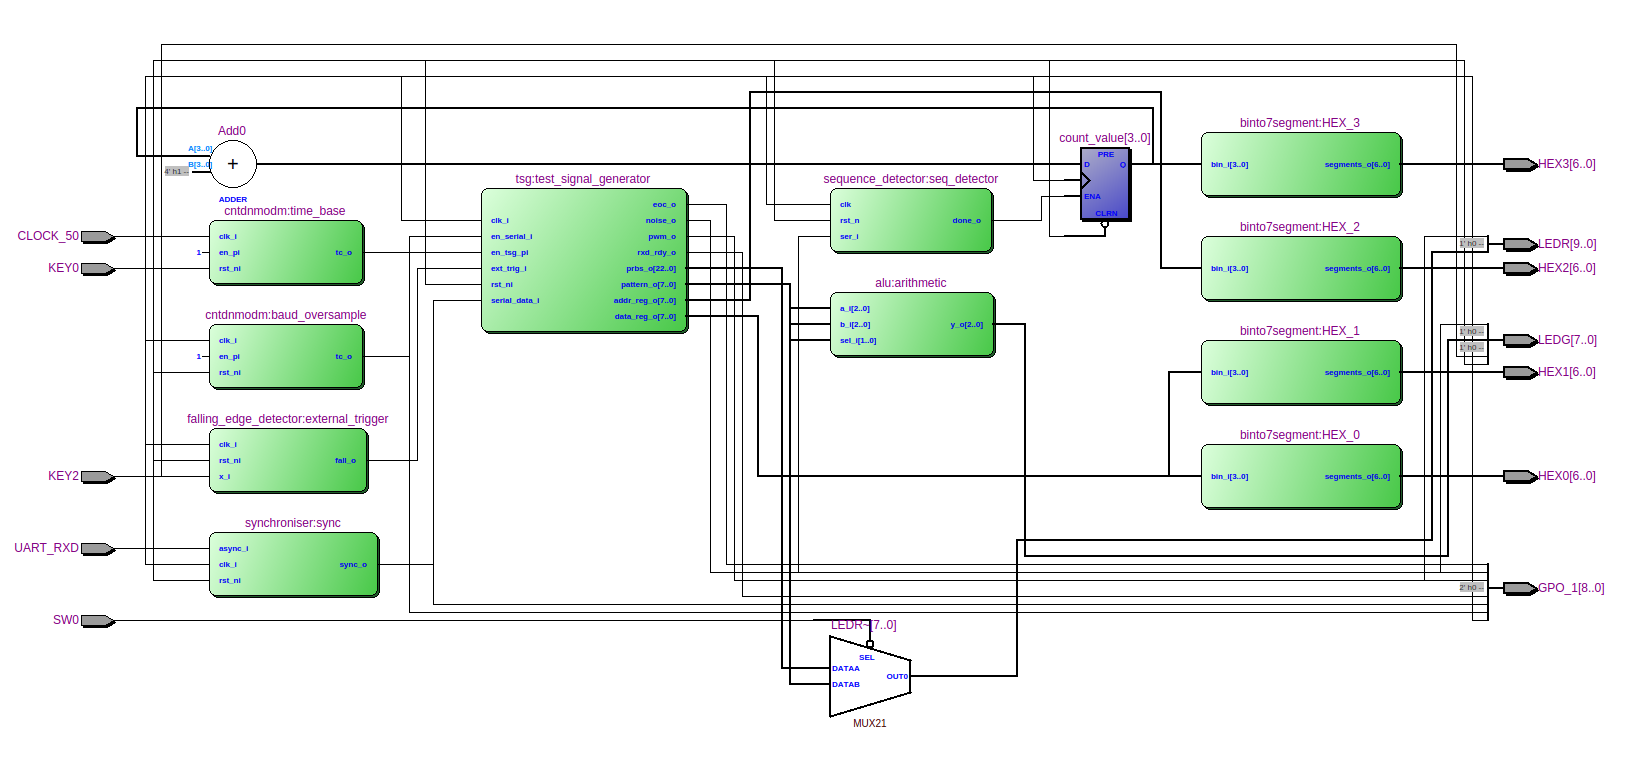 Add0
A[3..0]
B[3..0]
4' h1 --
+
ADDER
CLOCK_50
KEY0
KEY2
UART_RXD
SW0
cntdnmodm:time_base
clk_i
1
en_pi
tc_o
rst_ni
cntdnmodm:baud_oversample
clk_i
1
en_pi
tc_o
rst_ni
falling_edge_detector:external_trigger
clk_i
rst_ni
fall_o
x_i
synchroniser:sync
async_i
clk_i
sync_o
rst_ni
tsg:test_signal_generator
eoc_o
clk_i
noise_o
en_serial_i
pwm_o
en_tsg_pi
rxd_rdy_o
ext_trig_i
prbs_o[22..0]
rst_ni
pattern_o[7..0]
serial_data_i
addr_reg_o[7..0]
data_reg_o[7..0]
sequence_detector:seq_detector
clk
rst_n
done_o
ser_i
alu:arithmetic
a_i[2..0]
b_i[2..0]
y_o[2..0]
sel_i[1..0]
count_value[3..0]
PRE
D
Q
ENA
CLRN
LEDR~[7..0]
SEL
DATAA
OUT0
DATAB
MUX21
binto7segment:HEX_3
bin_i[3..0]
segments_o[6..0]
binto7segment:HEX_2
bin_i[3..0]
segments_o[6..0]
binto7segment:HEX_1
bin_i[3..0]
segments_o[6..0]
binto7segment:HEX_0
bin_i[3..0]
segments_o[6..0]
HEX3[6..0]
1' h0 --
LEDR[9..0]
HEX2[6..0]
1' h0 --
LEDG[7..0]
1' h0 --
HEX1[6..0]
HEX0[6..0]
2' h0 --
GPO_1[8..0]